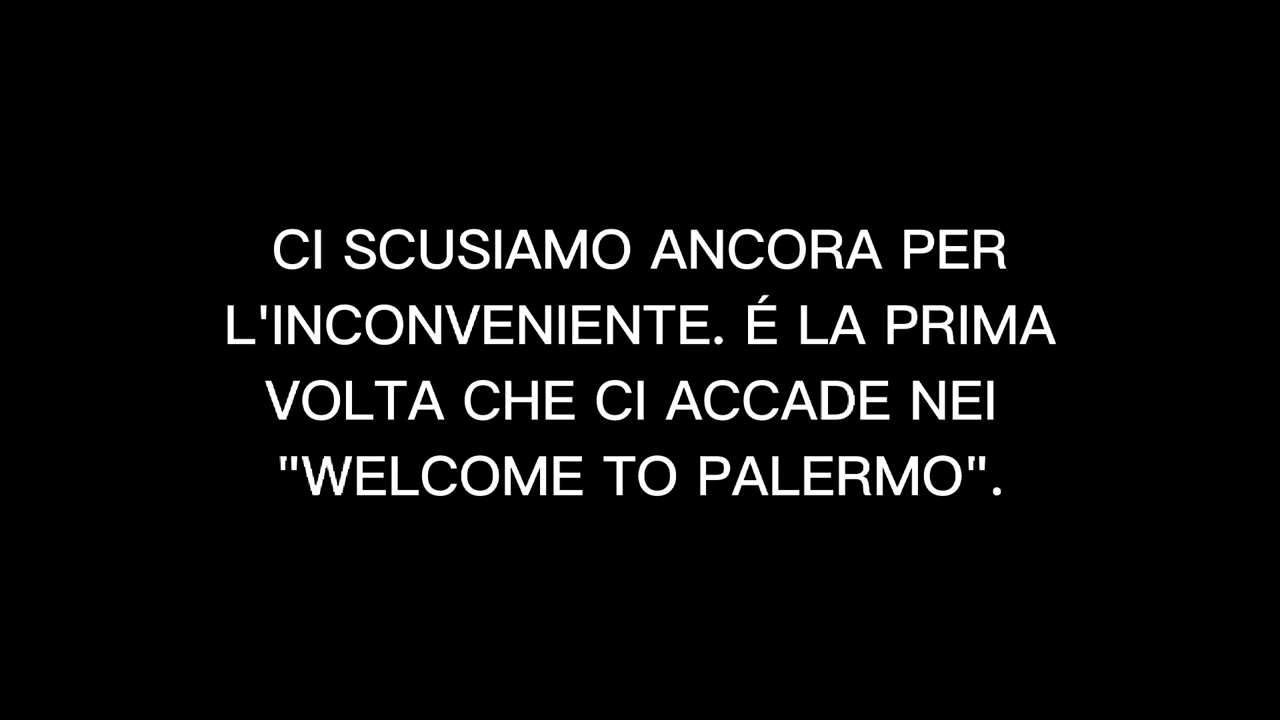 CI SCUSIAMO ANCORA PER
L'INCONVENIENTE. É LA PRIMA
VOLTA CHE CI ACCADE NEI
"WELCOME TO PALERMO".